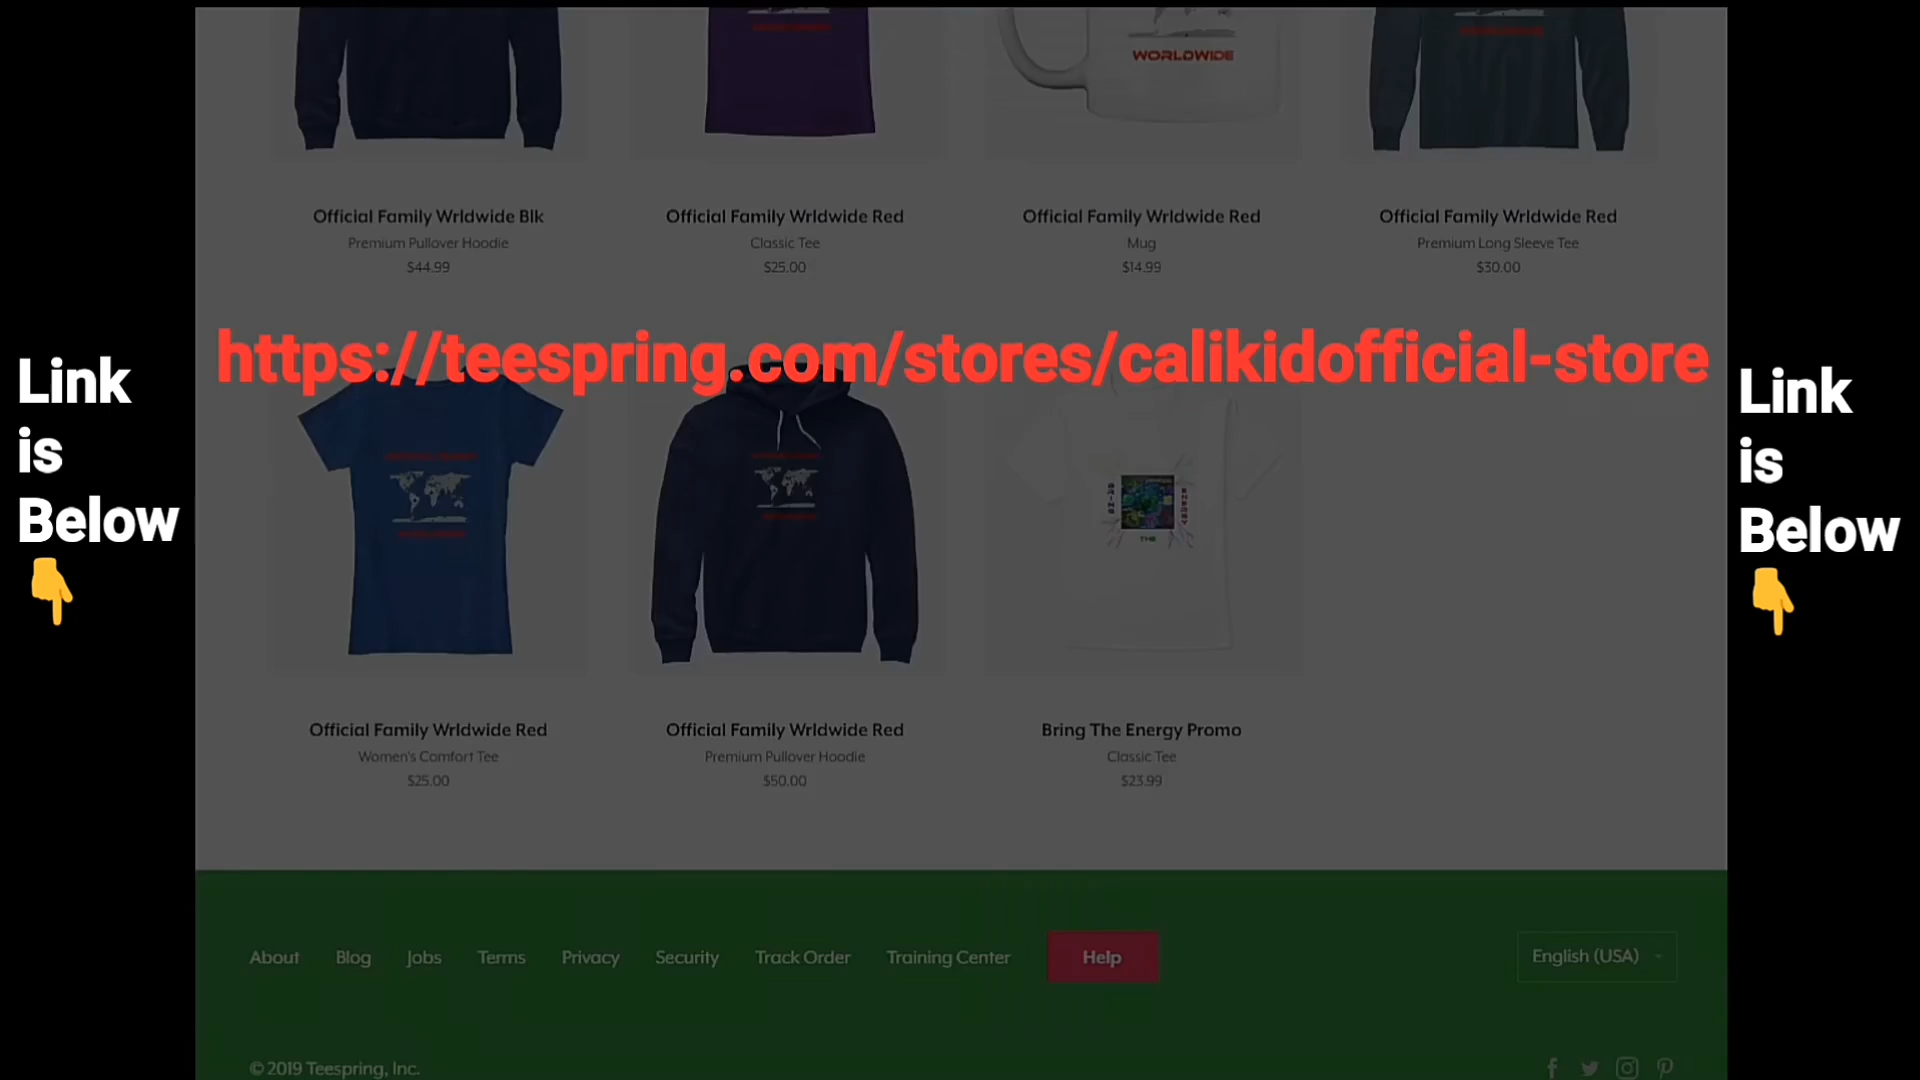 WORLDWIDE
Official Family Wrldwide Blk
Premium Pullover Hoodie
$44.99
Official Family Wrldwide Red
Classic Tee
$25.00
Official Family Wrldwide Red
Mug
$14.99
Official Family Wrldwide Red
Premium Long Sleeve Tee
$30.00
https://teespring.com/stores/calikidofficial-store
Link
is
Below
👇
Link
is
Below
👇
BRING
ENERGY
THE
Official Family Wrldwide Red
Women's Comfort Tee
$25.00
Official Family Wrldwide Red
Premium Pullover Hoodie
$50.00
Bring The Energy Promo
Classic Tee
$23.99
About Blog Jobs Terms Privacy Security Track Order Training Center Help English (USA)
© 2019 Teespring, Inc.